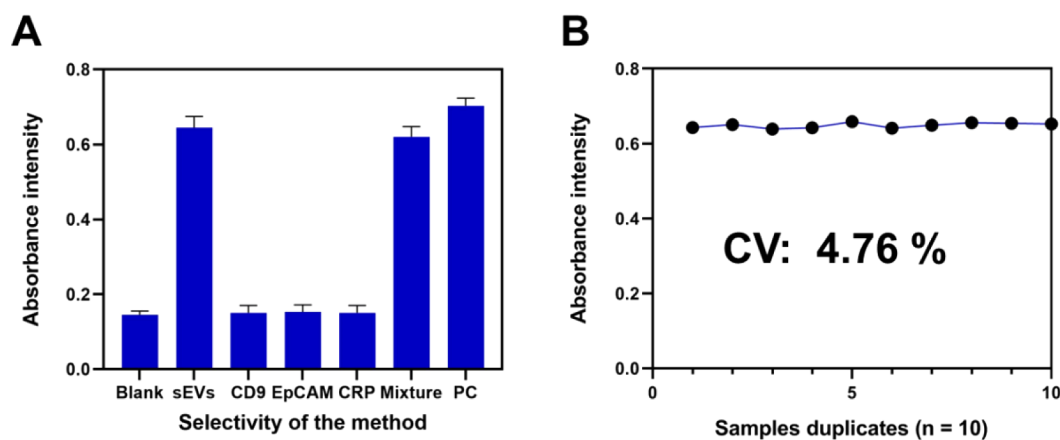 A
Absorbance intensity
0.8
0.6
0.4
0.2
0.0
Blank sEVs CD9 EpCAM CRP Mixture PC
Selectivity of the method
B
Absorbance intensity
0.8
0.6
0.4
0.2
0.0
CV: 4.76 %
0 5 10
Samples duplicates (n = 10)